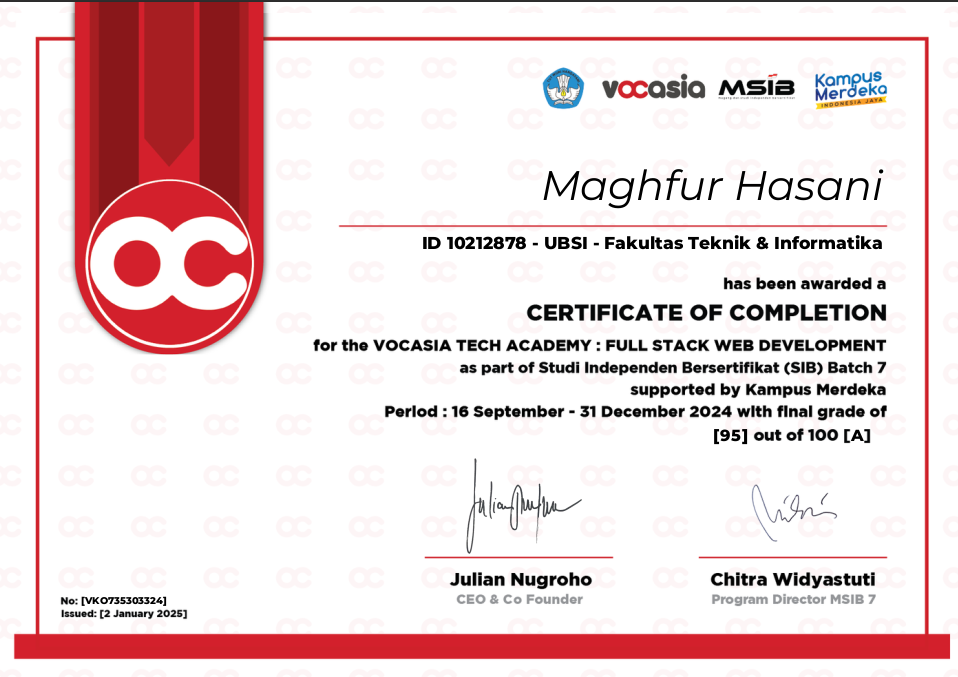 vocasia MSIB Kampus Merdeka INDONESIA JAYA
Maghfur Hasani
ID 10212878 - UBSI - Fakultas Teknik & Informatika
has been awarded a
CERTIFICATE OF COMPLETION
for the VOCASIA TECH ACADEMY : FULL STACK WEB DEVELOPMENT
as part of Studi Independen Bersertifikat (SIB) Batch 7
supported by Kampus Merdeka
Period : 16 September - 31 December 2024 with final grade of
[95] out of 100 [A]
Julian Nugroho
CEO & Co Founder
Chitra Widyastuti
Program Director MSIB 7
No: [VKO735303324]
Issued: [2 January 2025]